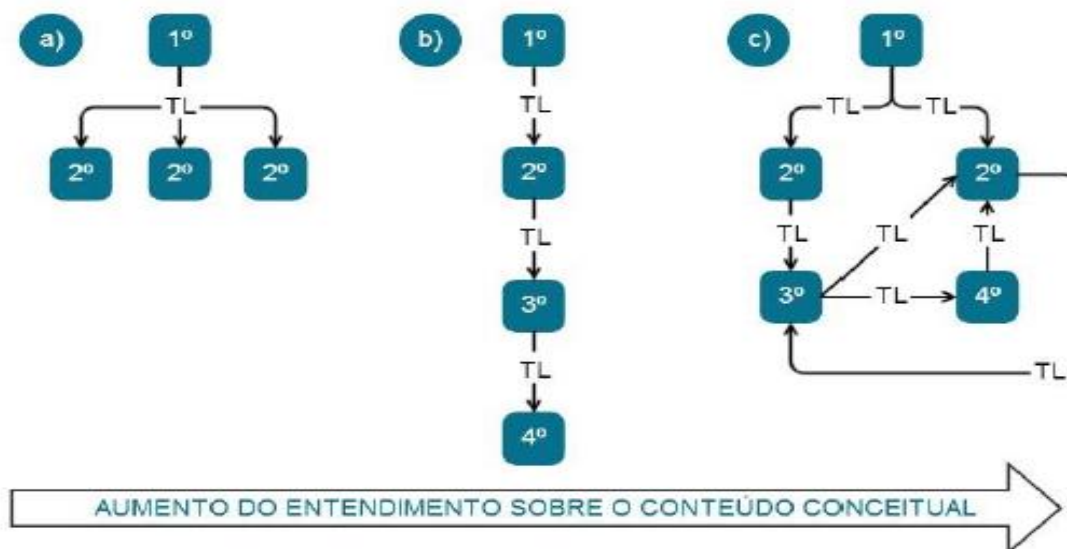 a) 1º b) 1º c) 1º
TL TL TL TL
2º 2º 2º 2º 2º 2º
TL TL TL TL
3º 3º TL 4º
TL TL
4º
AUMENTO DO ENTENDIMENTO SOBRE O CONTEÚDO CONCEITUAL